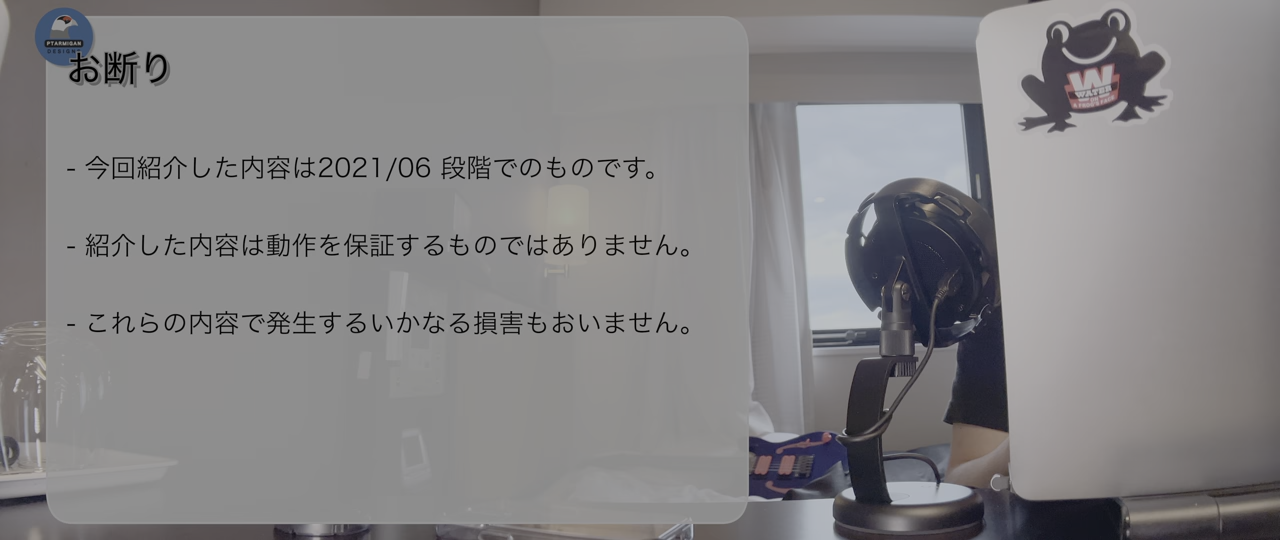 PTARMIGAN
DESIGNS
お断り
- 今回紹介した内容は2021/06 段階でのものです。
- 紹介した内容は動作を保証するものではありません。
- これらの内容で発生するいかなる損害もおいません。
W
WATER